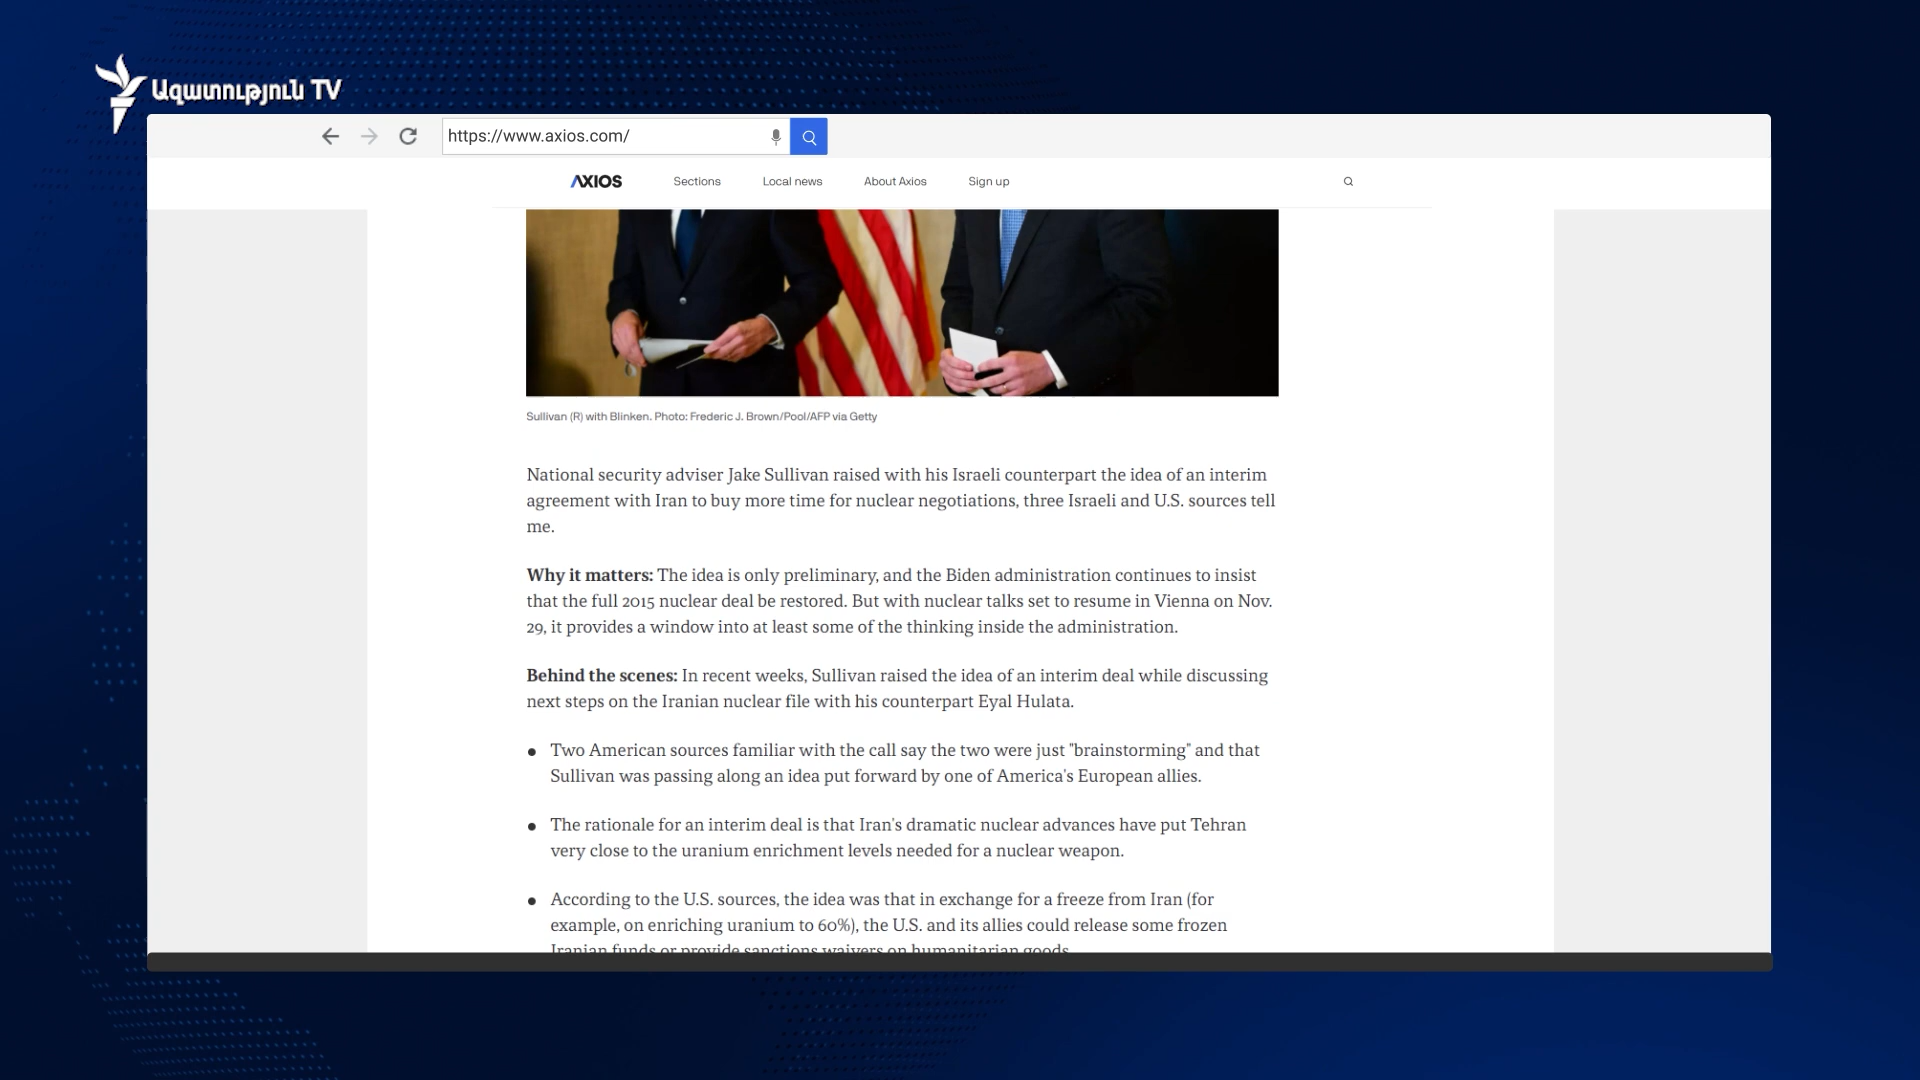 Ազատություն TV
https://www.axios.com/
AXIOS
Sections
Local news
About Axios
Sign up
Sullivan (R) with Blinken. Photo: Frederic J. Brown/Pool/AFP via Getty
National security adviser Jake Sullivan raised with his Israeli counterpart the idea of an interim
agreement with Iran to buy more time for nuclear negotiations, three Israeli and U.S. sources tell
me.
Why it matters: The idea is only preliminary, and the Biden administration continues to insist
that the full 2015 nuclear deal be restored. But with nuclear talks set to resume in Vienna on Nov.
29, it provides a window into at least some of the thinking inside the administration.
Behind the scenes: In recent weeks, Sullivan raised the idea of an interim deal while discussing
next steps on the Iranian nuclear file with his counterpart Eyal Hulata.
• Two American sources familiar with the call say the two were just "brainstorming" and that
Sullivan was passing along an idea put forward by one of America's European allies.
• The rationale for an interim deal is that Iran's dramatic nuclear advances have put Tehran
very close to the uranium enrichment levels needed for a nuclear weapon.
• According to the U.S. sources, the idea was that in exchange for a freeze from Iran (for
example, on enriching uranium to 60%), the U.S. and its allies could release some frozen
Iranian funds or provide sanctions waivers on humanitarian goods.